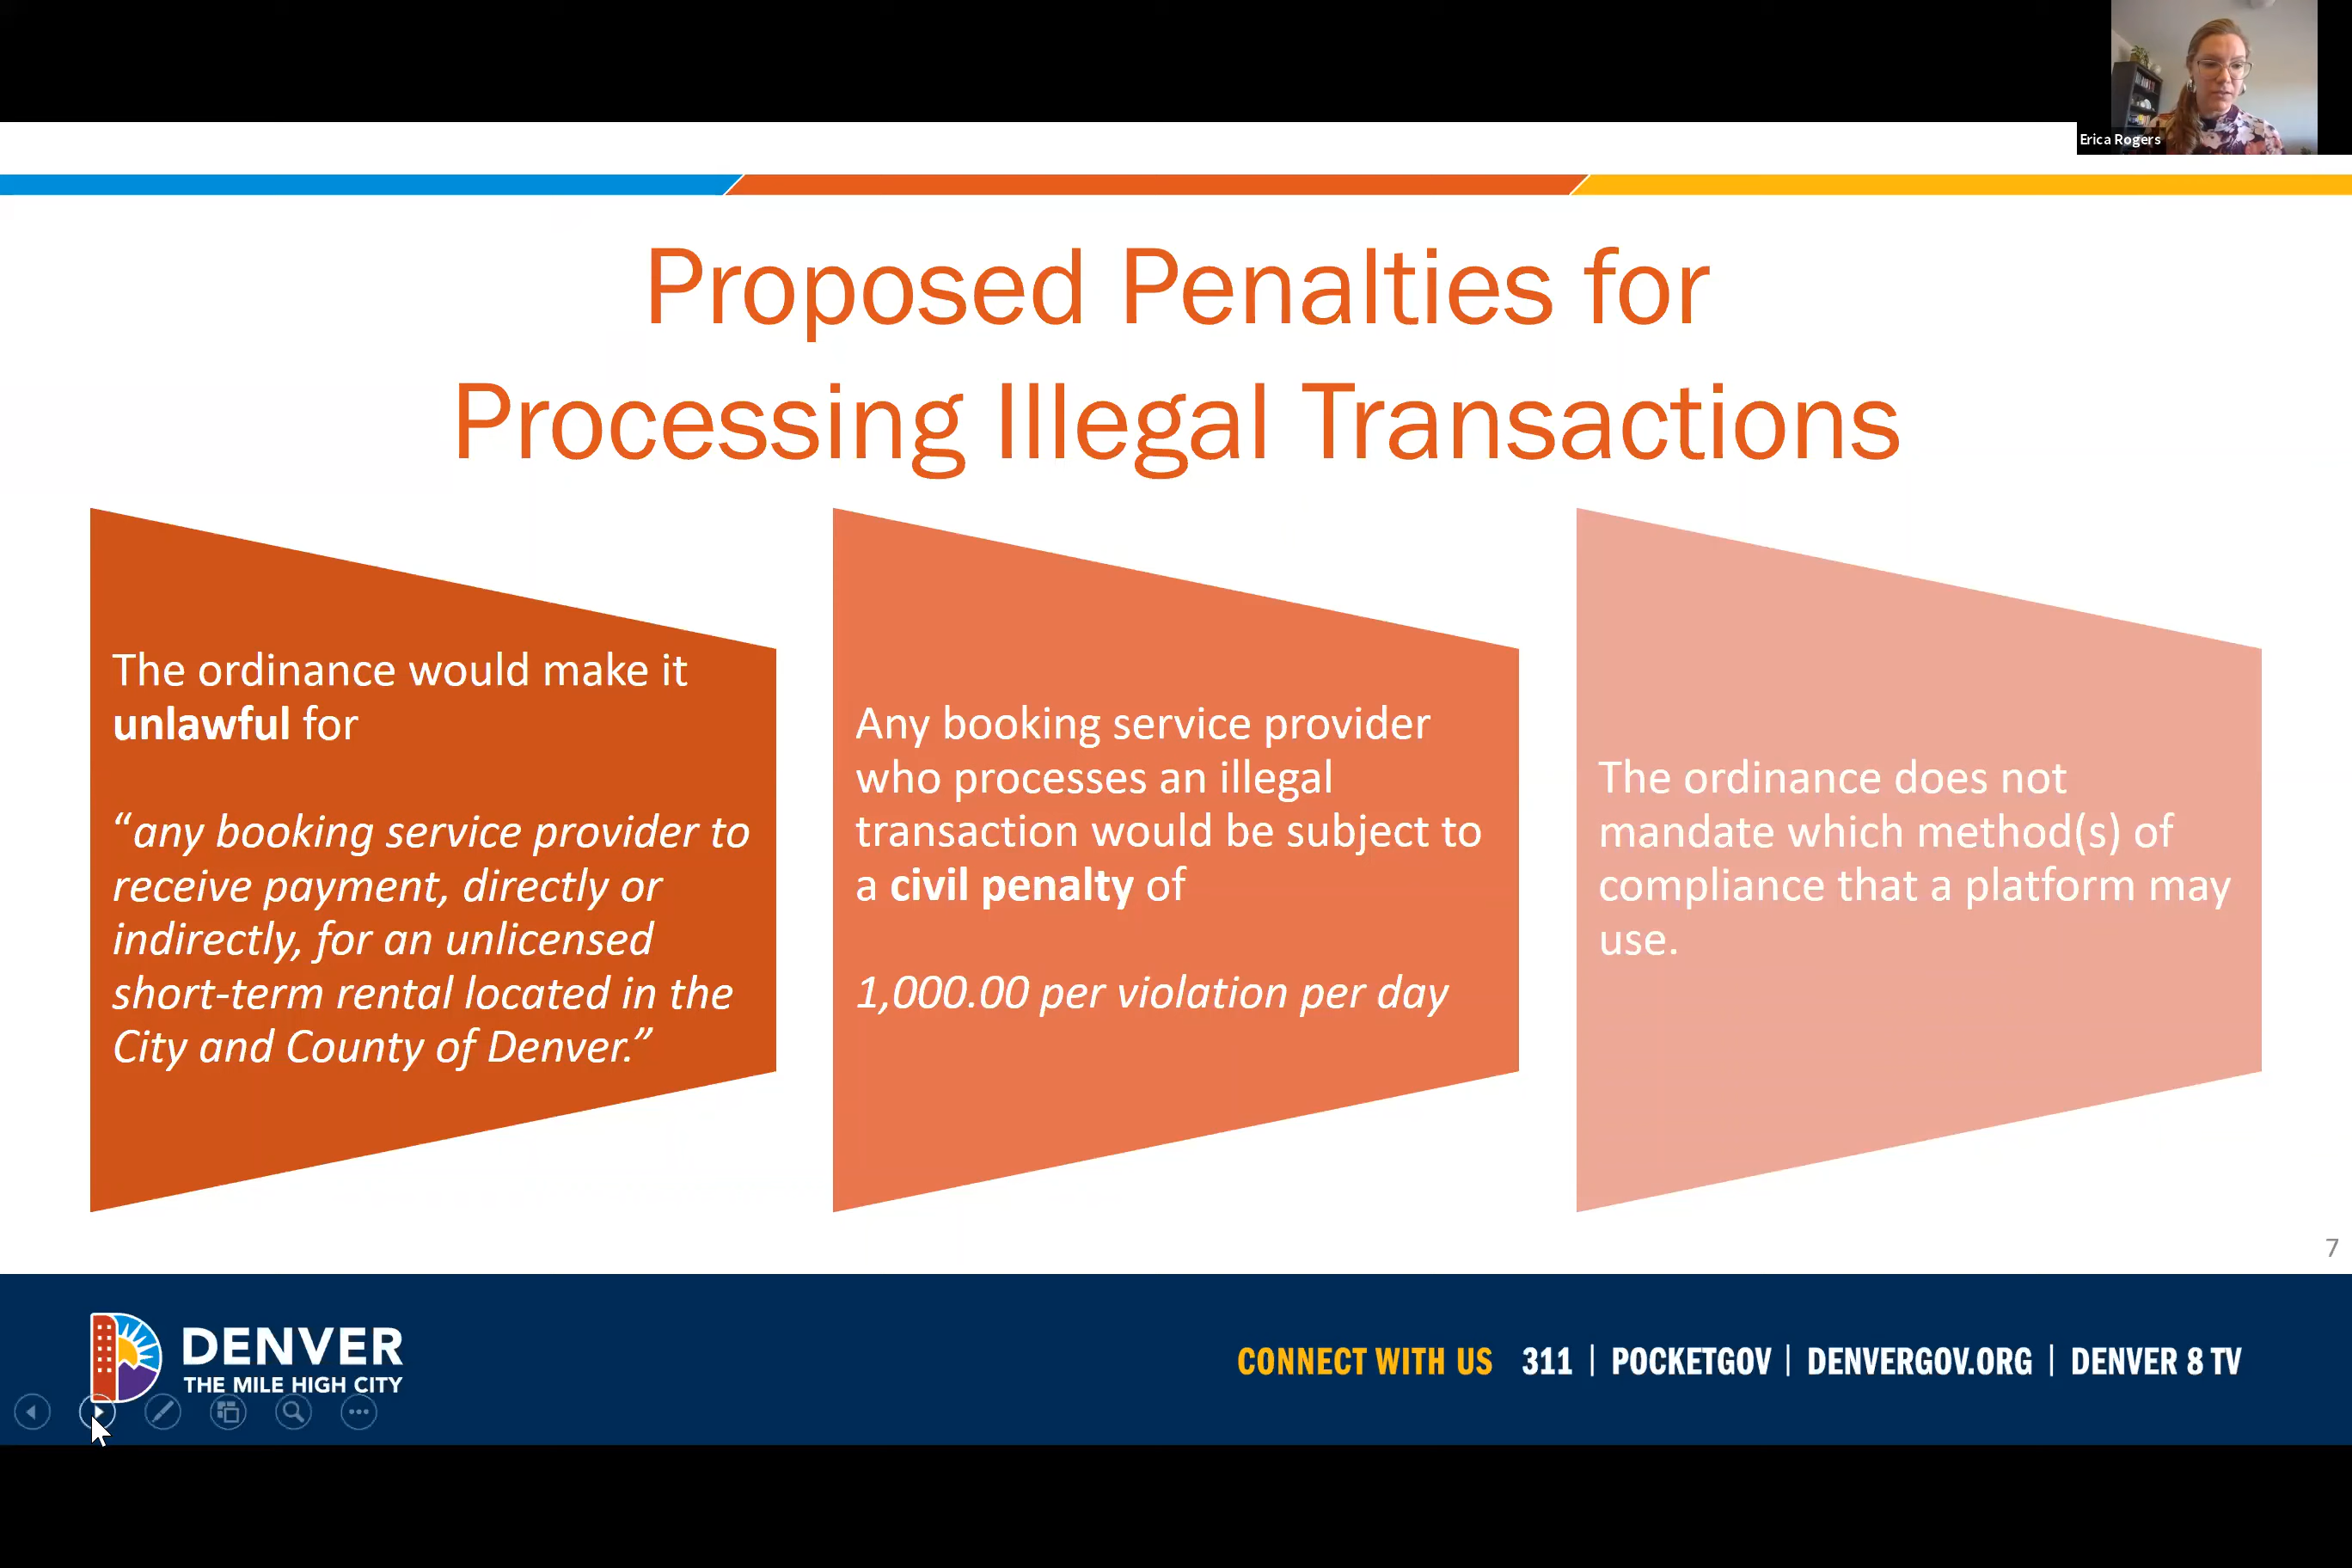 Erica Rogers
Proposed Penalties for
Processing Illegal Transactions
The ordinance would make it
unlawful for
“any booking service provider to
receive payment, directly or
indirectly, for an unlicensed
short-term rental located in the
City and County of Denver.”
Any booking service provider
who processes an illegal
transaction would be subject to
a civil penalty of
1,000.00 per violation per day
The ordinance does not
mandate which method(s) of
compliance that a platform may
use.
7
DENVER
THE MILE HIGH CITY
CONNECT WITH US 311 | POCKETGOV | DENVERGOV.ORG | DENVER 8 TV